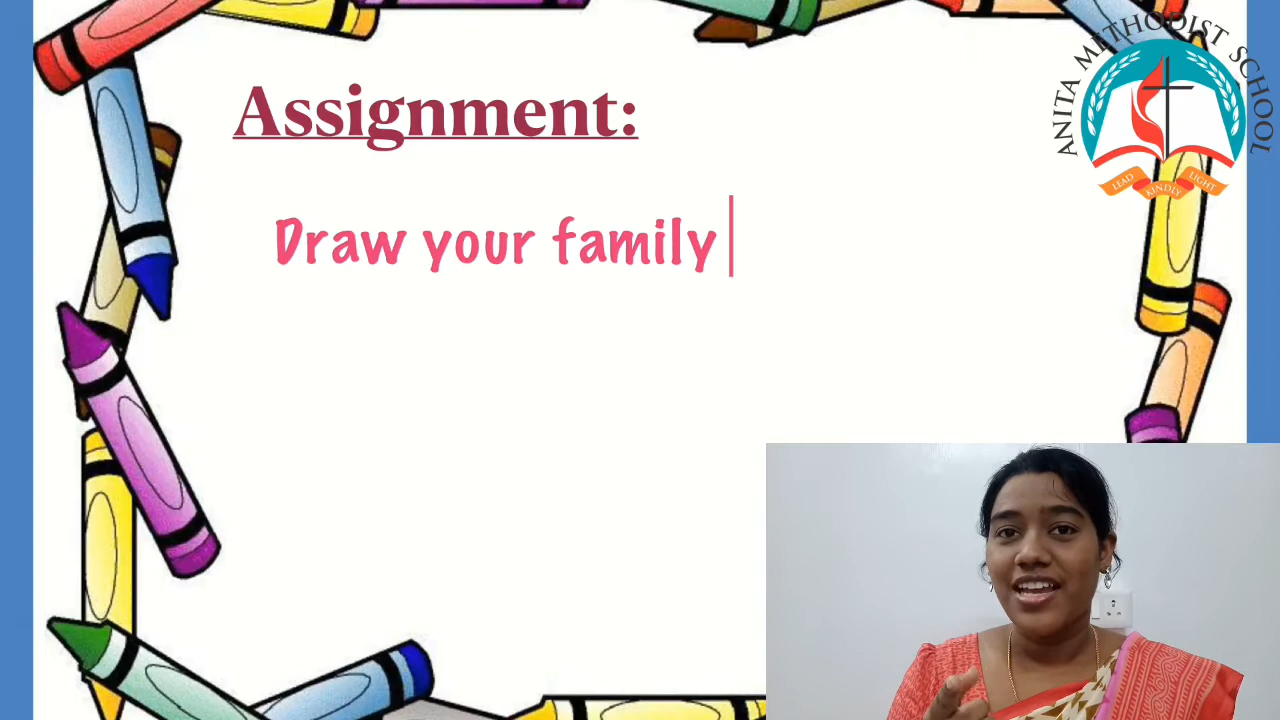 Assignment:
Draw your family
ANITA METHODIST SCHOOL
LEAD KINDLY LIGHT